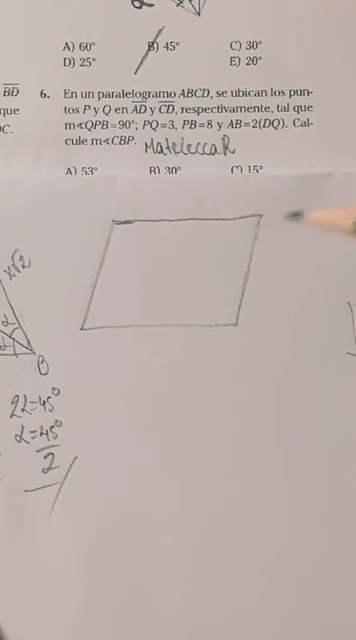 A) 60° B) 45° C) 30°
D) 25° E) 20°
BD
que
C.
6. En un paralelogramo ABCD, se ubican los pun-
tos P y Q en AD y CD, respectivamente, tal que
m∢QPB=90°; PQ=3, PB=8 y AB=2(DQ). Cal-
cule m∢CBP. MateleccaR
A) 53° B) 30° C) 15°
x√2
α
α
B
2α=45°
α=45°
2